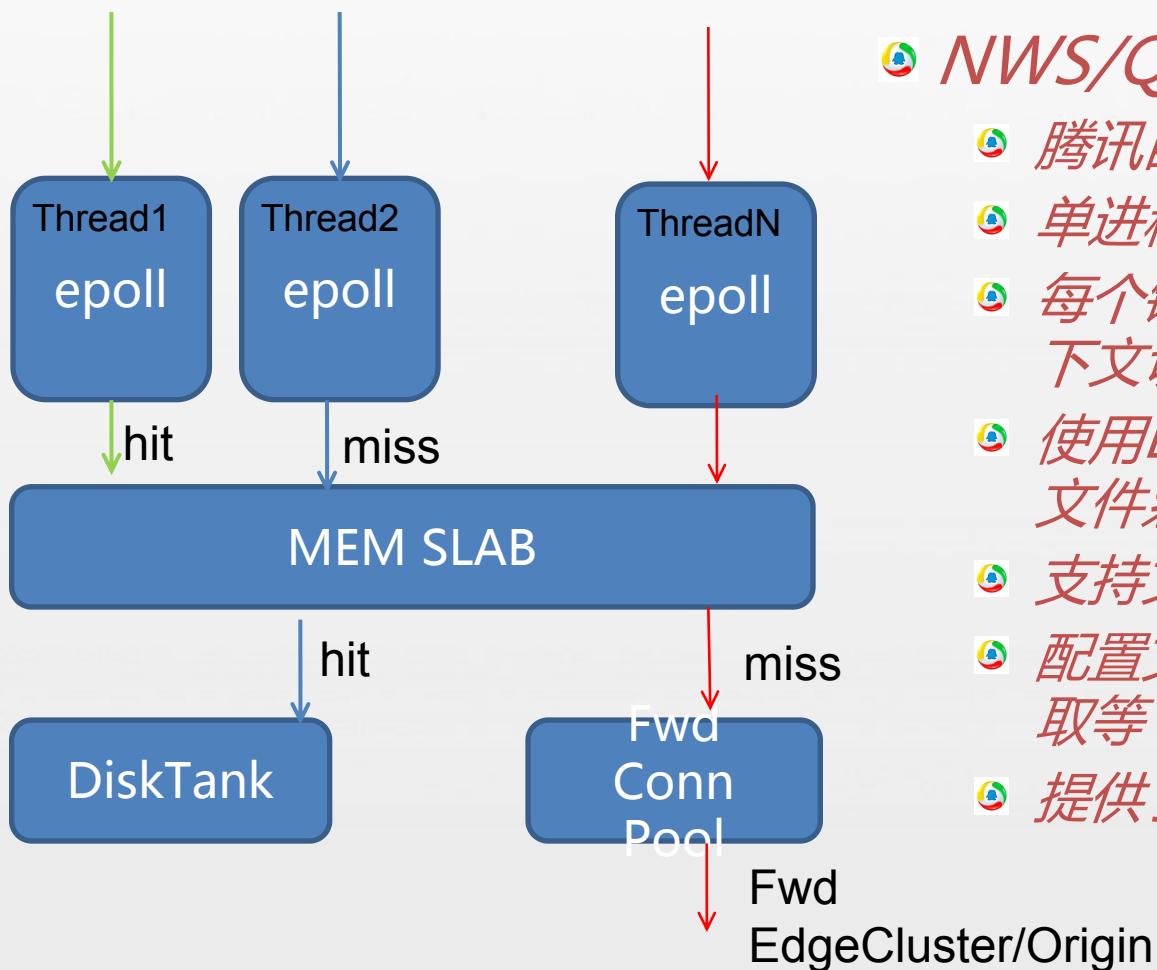 Thread1
epoll
Thread2
epoll
ThreadN
epoll
hit
miss
MEM SLAB
hit
miss
DiskTank
Fwd
Conn
Pool
Fwd
EdgeCluster/Origin
NWS/
腾讯
单进
每个
下文
使用
文件
支持
配置
取等
提供